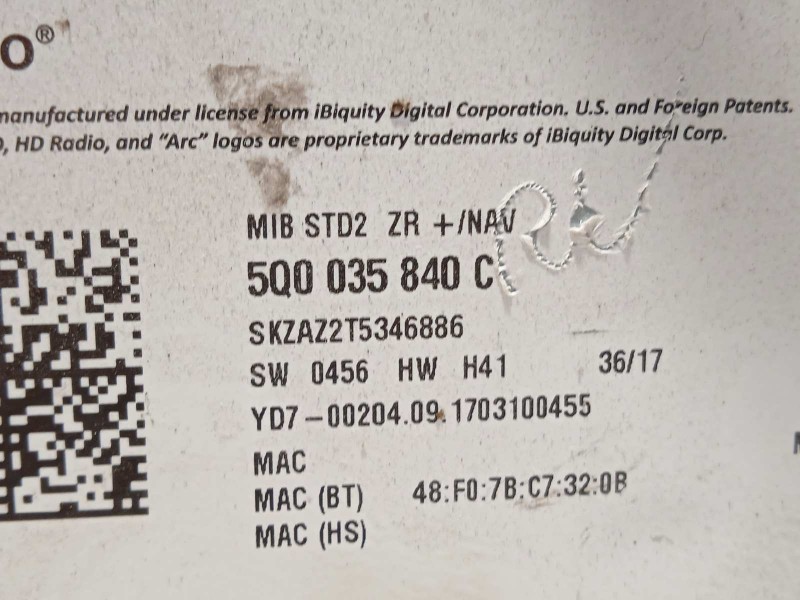 O®
manufactured under license from iBiquity Digital Corporation. U.S. and Foreign Patents.
, HD Radio, and “Arc” logos are proprietary trademarks of iBiquity Digital Corp.
MIB STD2 ZR +/NAV
5Q0 035 840 C
SKZAZ2T5346886
SW 0456 HW H41 36/17
YD7-00204.09.1703100455
MAC
MAC (BT) 48:F0:7B:C7:32:0B
MAC (HS)